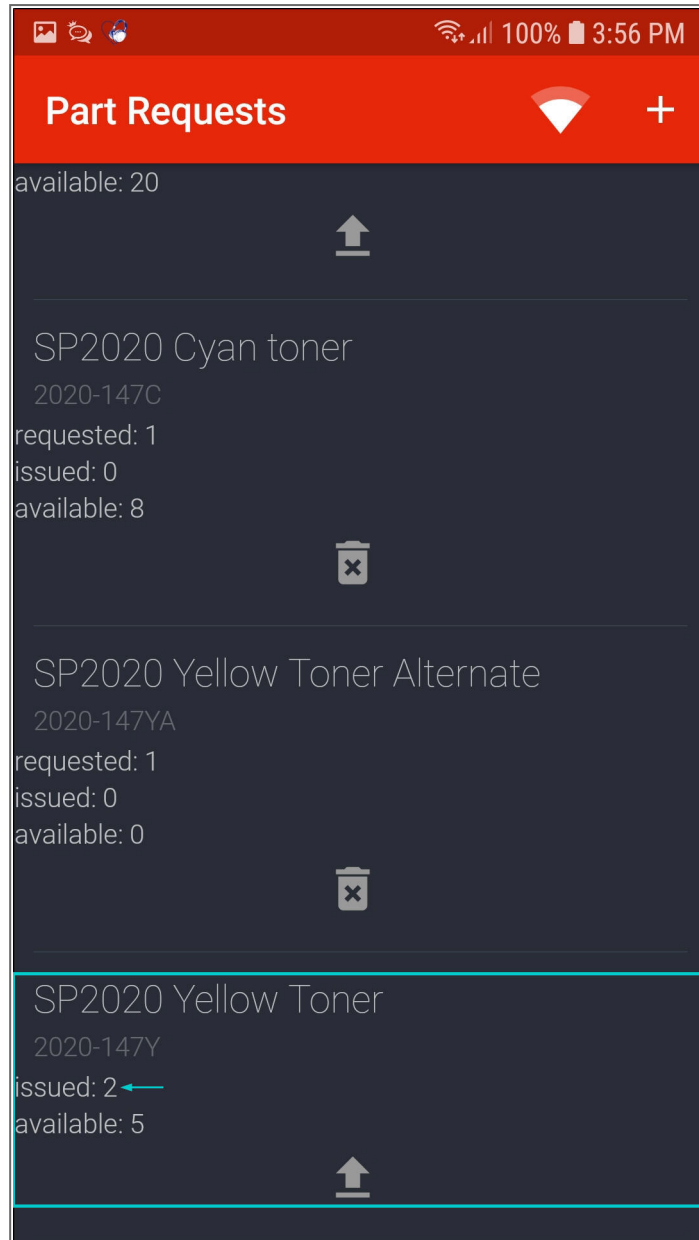 100% 3:56 PM
Part Requests
available: 20
SP2020 Cyan toner
2020-147C
requested: 1
issued: 0
available: 8
SP2020 Yellow Toner Alternate
2020-147YA
requested: 1
issued: 0
available: 0
SP2020 Yellow Toner
2020-147Y
issued: 2
available: 5